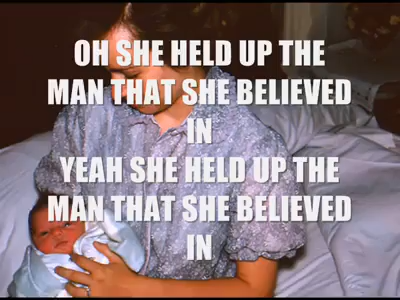 OH SHE HELD UP THE
MAN THAT SHE BELIEVED
IN
YEAH SHE HELD UP THE
MAN THAT SHE BELIEVED
IN